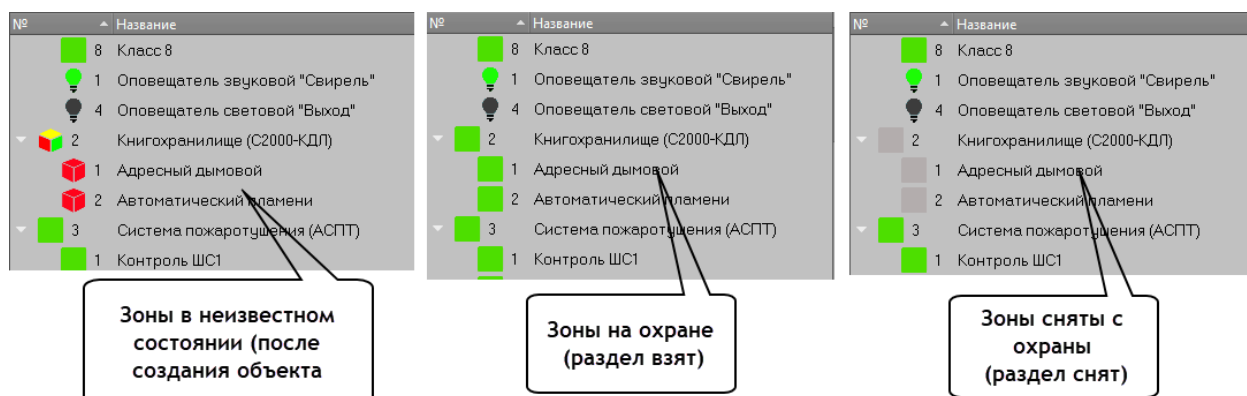 № Название
8 Класс 8
1 Оповещатель звуковой "Свирель"
4 Оповещатель световой "Выход"
2 Книгохранилище (С2000-КДЛ)
1 Адресный дымовой
2 Автоматический пламени
3 Система пожаротушения (АСПТ)
1 Контроль ШС1
Зоны в неизвестном
состоянии (после
создания объекта
№ Название
8 Класс 8
1 Оповещатель звуковой "Свирель"
4 Оповещатель световой "Выход"
2 Книгохранилище (С2000-КДЛ)
1 Адресный дымовой
2 Автоматический пламени
3 Система пожаротушения (АСПТ)
1 Контроль ШС1
Зоны на охране
(раздел взят)
№ Название
8 Класс 8
1 Оповещатель звуковой "Свирель"
4 Оповещатель световой "Выход"
2 Книгохранилище (С2000-КДЛ)
1 Адресный дымовой
2 Автоматический пламени
3 Система пожаротушения (АСПТ)
1 Контроль ШС1
Зоны сняты с
охраны
(раздел снят)